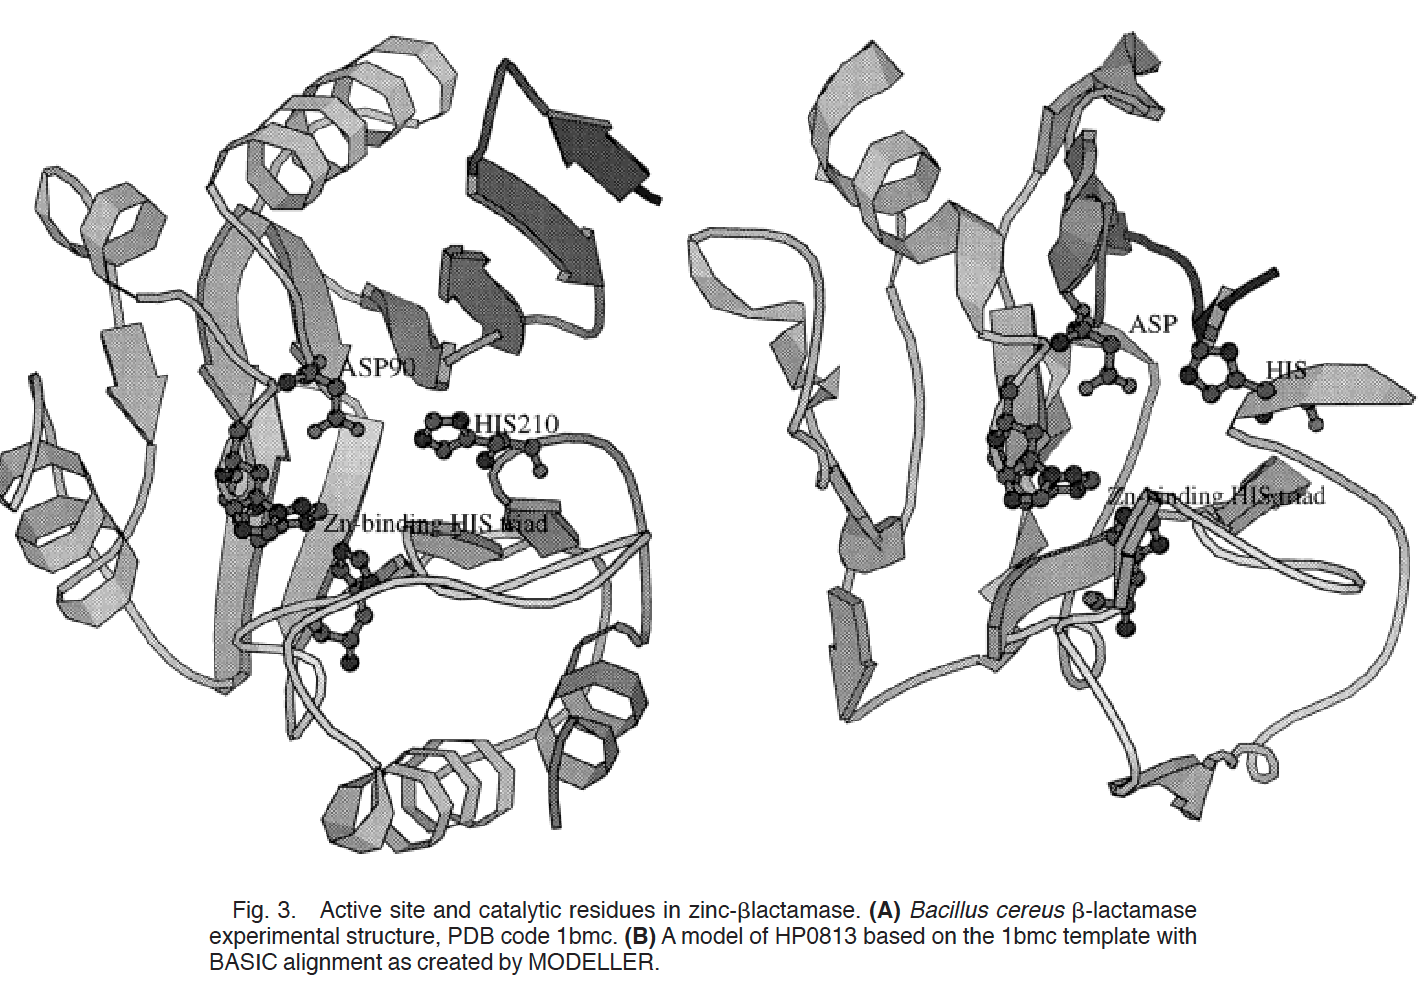 ASP90
HIS210
Zn-binding HIS triad
ASP
HIS
Zn-binding HIS triad
Fig. 3. Active site and catalytic residues in zinc-βlactamase. (A) Bacillus cereus β-lactamase
experimental structure, PDB code 1bmc. (B) A model of HP0813 based on the 1bmc template with
BASIC alignment as created by MODELLER.